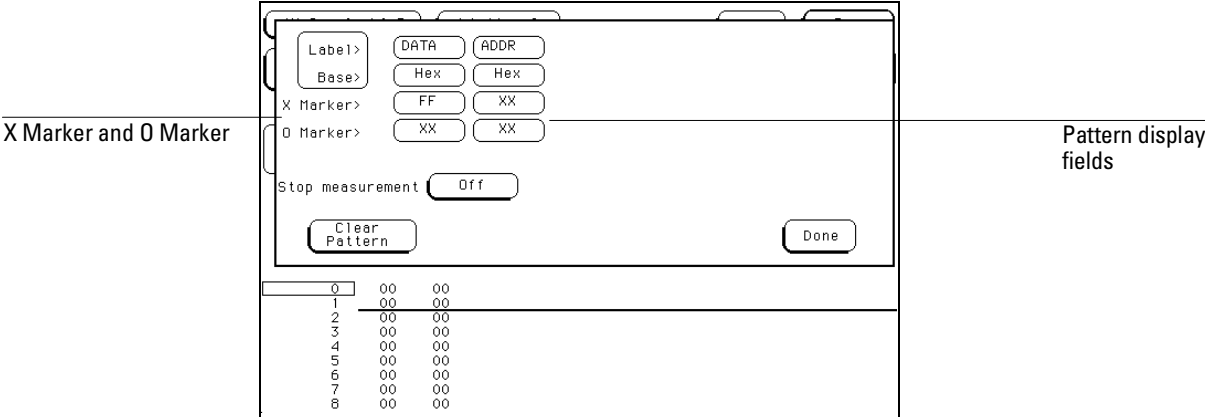 Label> DATA ADDR
Base> Hex Hex
X Marker> FF XX
O Marker> XX XX
X Marker and O Marker
Pattern display
fields
Stop measurement Off
Clear
Pattern
Done
0 00 00
1 00 00
2 00 00
3 00 00
4 00 00
5 00 00
6 00 00
7 00 00
8 00 00